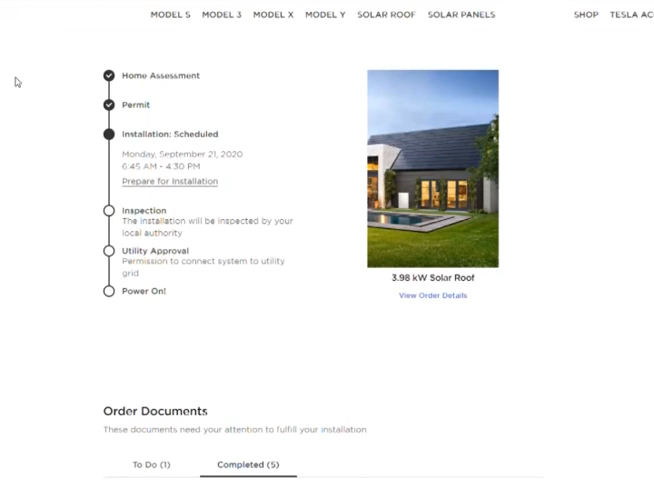 MODEL S MODEL 3 MODEL X MODEL Y SOLAR ROOF SOLAR PANELS SHOP TESLA AC
Home Assessment
Permit
Installation: Scheduled
Monday, September 21, 2020
6:45 AM - 4:30 PM
Prepare for Installation
Inspection
The installation will be inspected by your
local authority
Utility Approval
Permission to connect system to utility
grid
Power On!
3.98 kW Solar Roof
View Order Details
Order Documents
These documents need your attention to fulfill your installation
To Do (1) Completed (5)